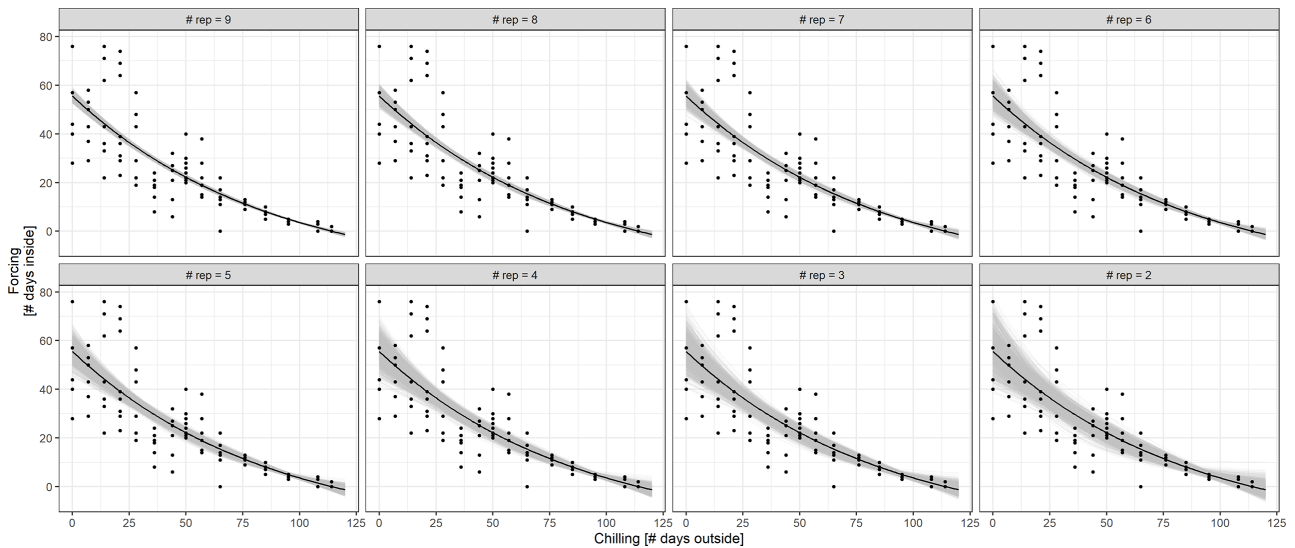 # rep = 9 # rep = 8 # rep = 7 # rep = 6
80
60
40
20
0
# rep = 5 # rep = 4 # rep = 3 # rep = 2
80
60
40
20
0
Forcing
[# days inside]
0 25 50 75 100 125 0 25 50 75 100 125 0 25 50 75 100 125 0 25 50 75 100 125
Chilling [# days outside]